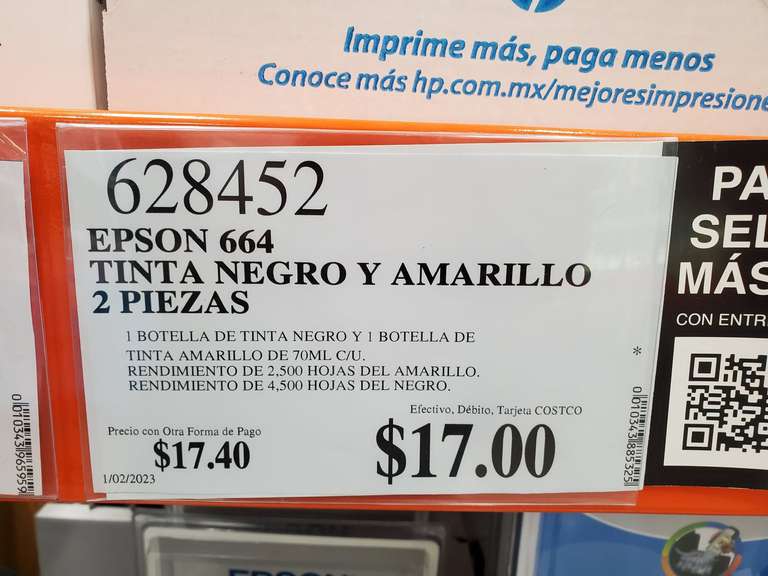 Imprime más, paga menos
Conoce más hp.com.mx/mejoresimpresione
628452
EPSON 664
TINTA NEGRO Y AMARILLO
2 PIEZAS
1 BOTELLA DE TINTA NEGRO Y 1 BOTELLA DE
TINTA AMARILLO DE 70ML C/U.
RENDIMIENTO DE 2,500 HOJAS DEL AMARILLO.
RENDIMIENTO DE 4,500 HOJAS DEL NEGRO.
*
Efectivo, Débito, Tarjeta COSTCO
Precio con Otra Forma de Pago
$17.40
$17.00
1/02/2023
PA
SEL
MÁS
CON ENTR
EPSON